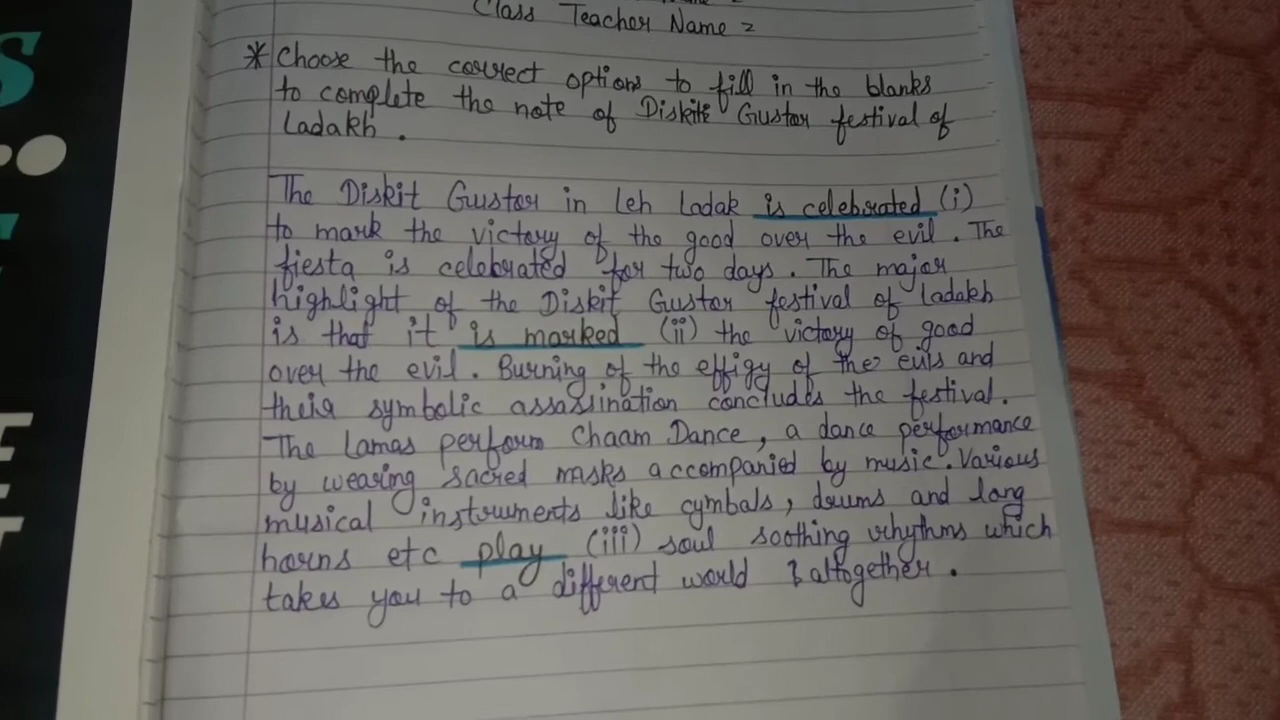 Class Teacher Name =
* Choose the correct options to fill in the blanks
to complete the note of Diskit Gustor festival of
Ladakh.
The Diskit Gustor in Leh Ladak is celebrated (i)
to mark the victory of the good over the evil. The
fiesta is celebrated for two days. The major
highlight of the Diskit Gustor festival of Ladakh
is that it is marked (ii) the victory of good
over the evil. Burning of the effigy of the evils and
their symbolic assassination concludes the festival.
The Lamas perform Chaam Dance, a dance performance
by wearing sacred masks accompanied by music. Various
musical instruments like cymbals, drums and lang
horns etc play (iii) soul soothing rhythms which
takes you to a different world altogether.